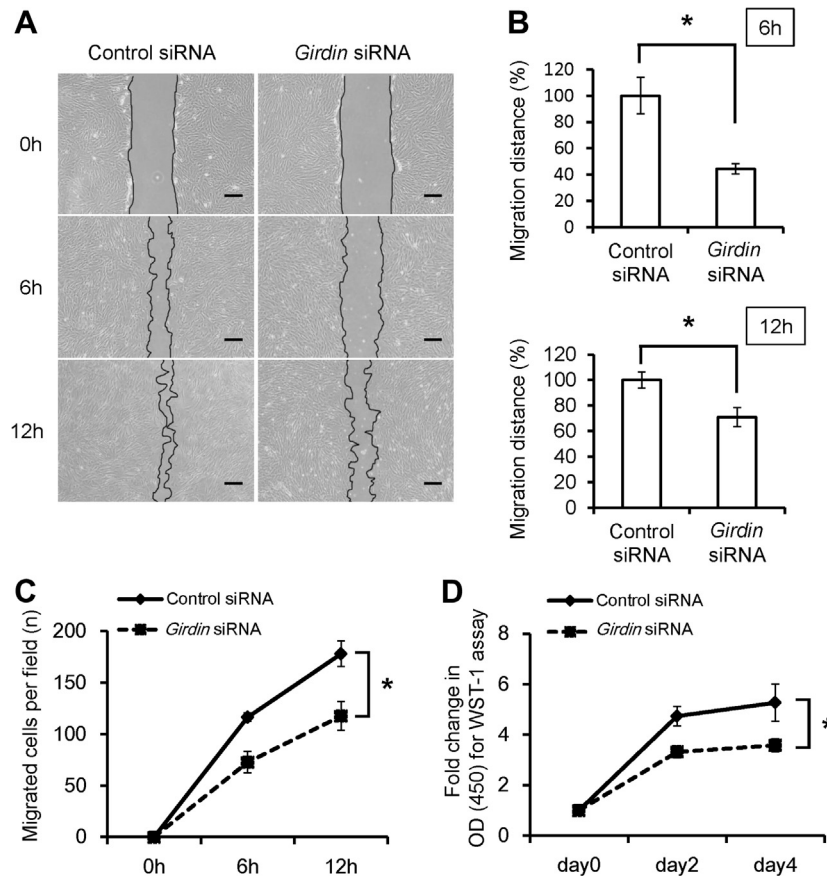 A
Control siRNA
Girdin siRNA
0h
6h
12h
B
6h
*
Migration distance (%)
120
100
80
60
40
20
0
Control
siRNA
Girdin
siRNA
12h
*
Migration distance (%)
120
100
80
60
40
20
0
Control
siRNA
Girdin
siRNA
C
Control siRNA
Girdin siRNA
Migrated cells per field (n)
200
150
100
50
0
*
0h
6h
12h
D
Control siRNA
Girdin siRNA
Fold change in
OD (450) for WST-1 assay
8
6
4
2
0
*
day0
day2
day4